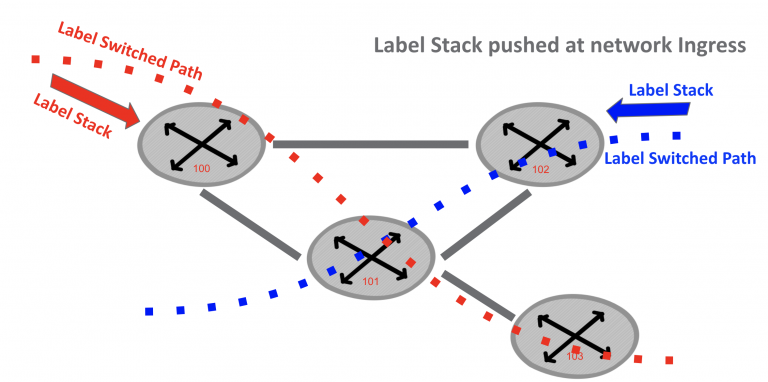 Label Switched Path
Label Stack pushed at network Ingress
Label Stack
Label Stack
Label Switched Path
100
102
101
103